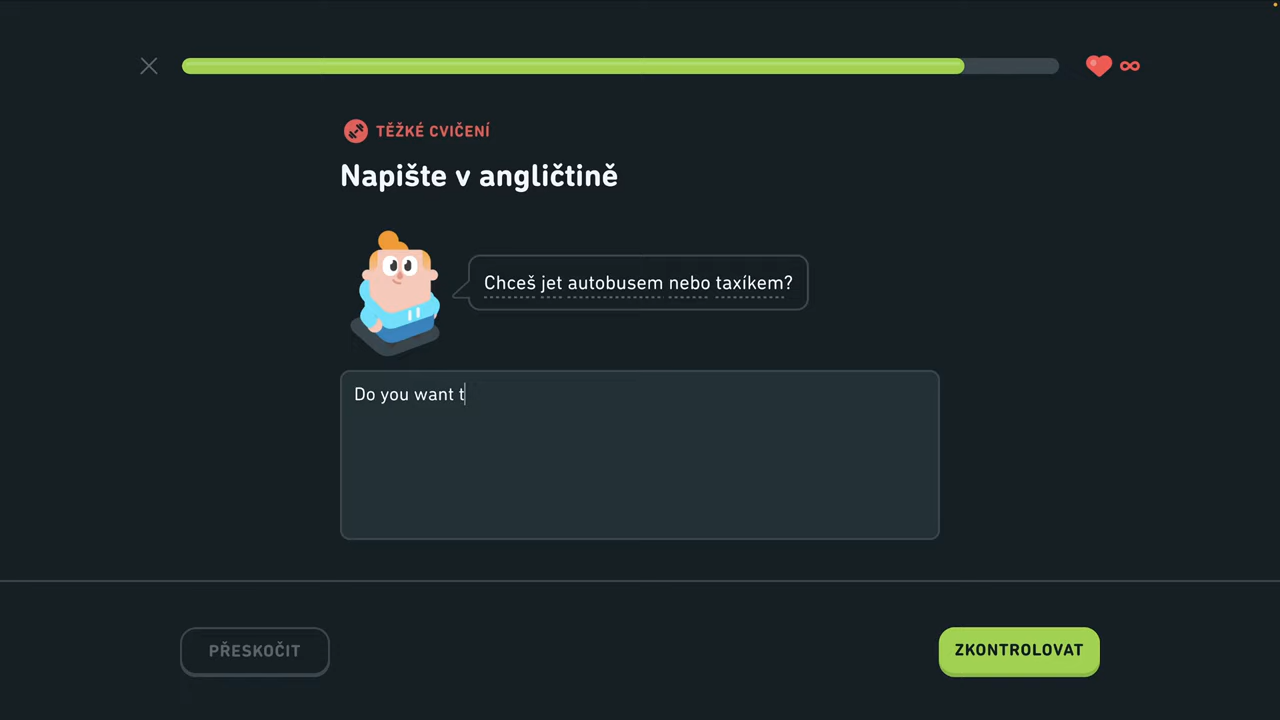 TĚŽKÉ CVIČENÍ
Napište v angličtině
Chceš jet autobusem nebo taxíkem?
Do you want t
PŘESKOČIT
ZKONTROLOVAT